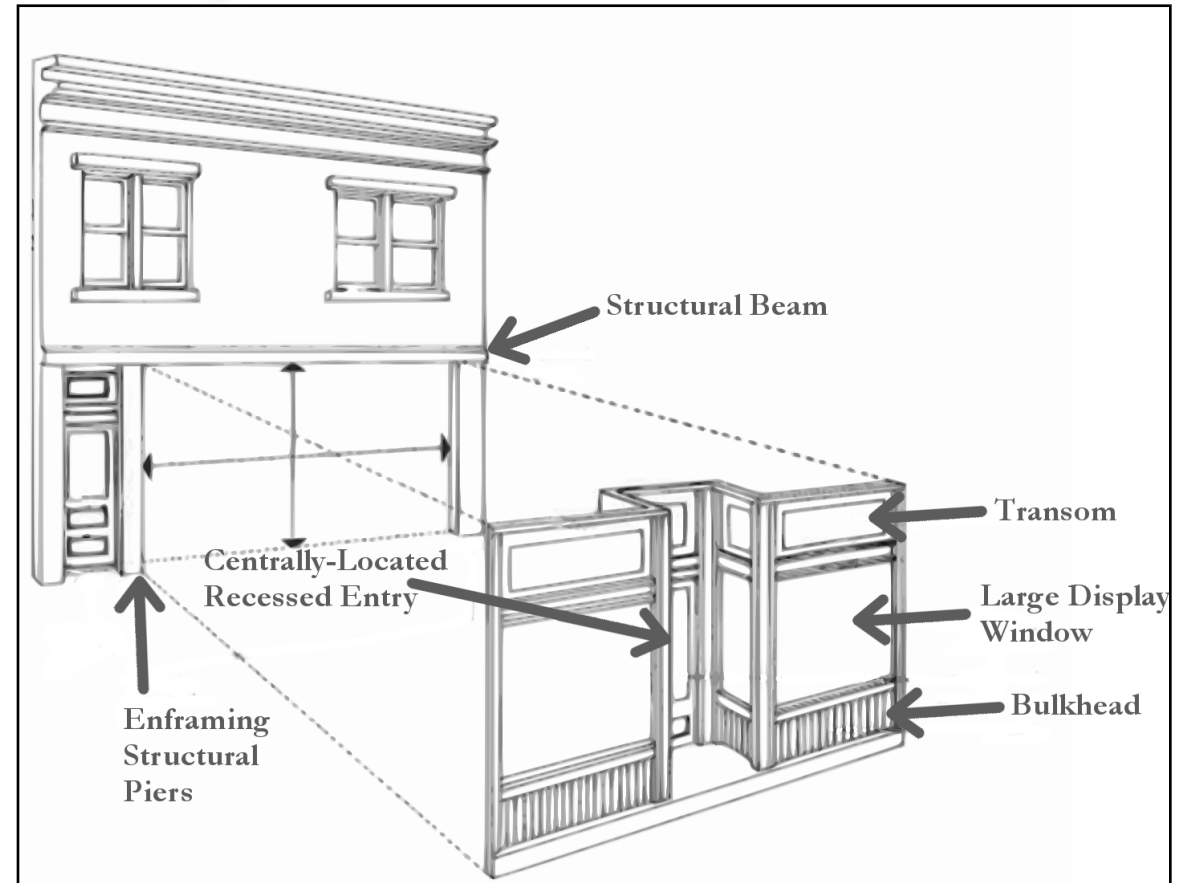 Structural Beam
Transom
Centrally-Located
Recessed Entry
Large Display
Window
Bulkhead
Enframing
Structural
Piers